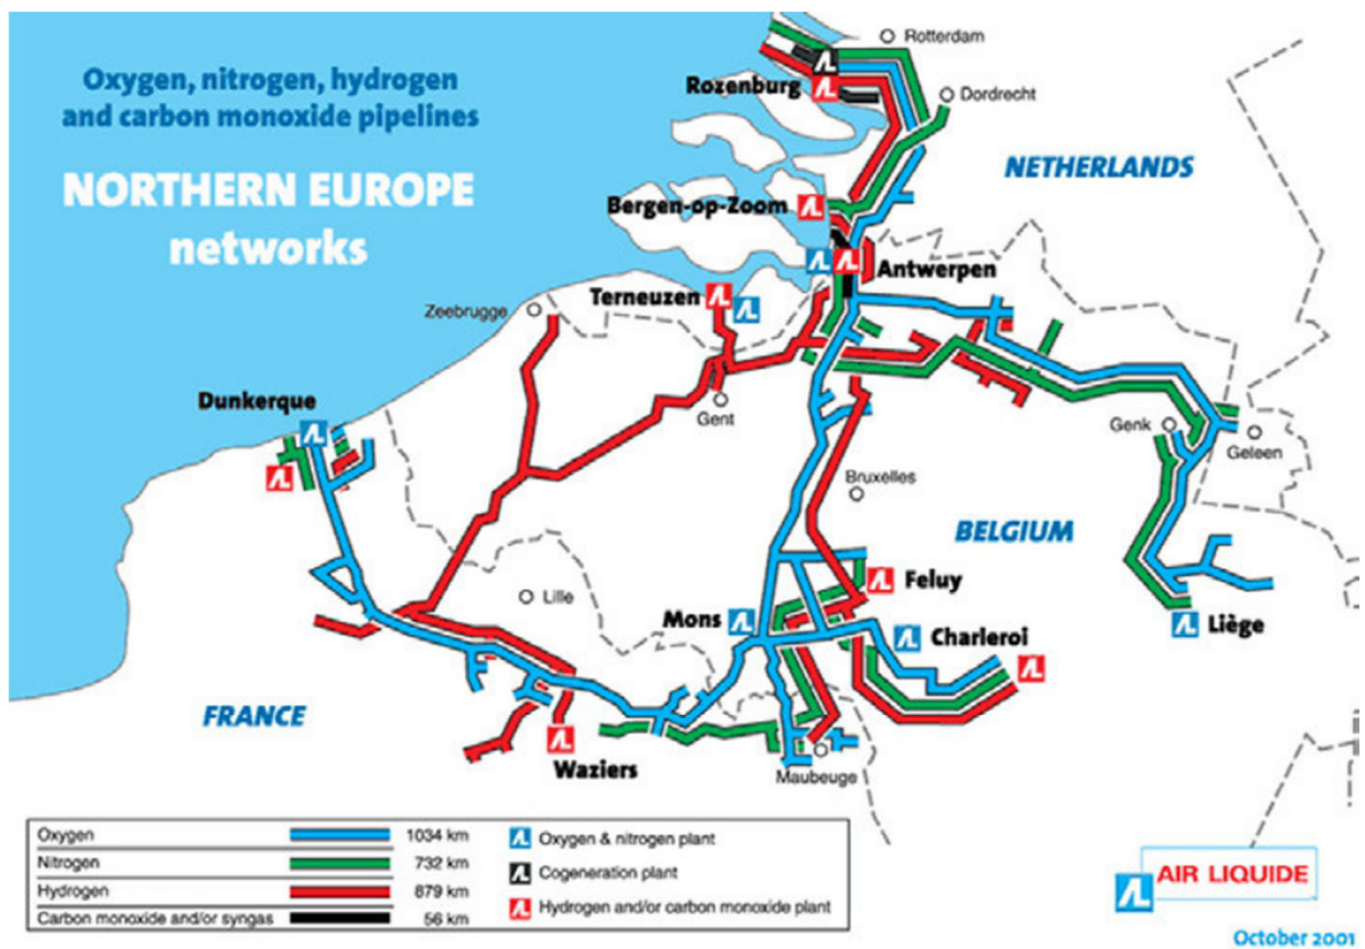 Oxygen, nitrogen, hydrogen
and carbon monoxide pipelines
NORTHERN EUROPE
networks
Rotterdam
Rozenburg
Dordrecht
NETHERLANDS
Bergen-op-Zoom
Antwerpen
Terneuzen
Zeebrugge
Dunkerque
Gent
Genk
Geleen
Bruxelles
BELGIUM
Feluy
Lille
Mons
Liège
Charleroi
FRANCE
Waziers
Maubeuge
Oxygen 1034 km
Nitrogen 732 km
Hydrogen 879 km
Carbon monoxide and/or syngas 56 km
Oxygen & nitrogen plant
Cogeneration plant
Hydrogen and/or carbon monoxide plant
AIR LIQUIDE
October 2001